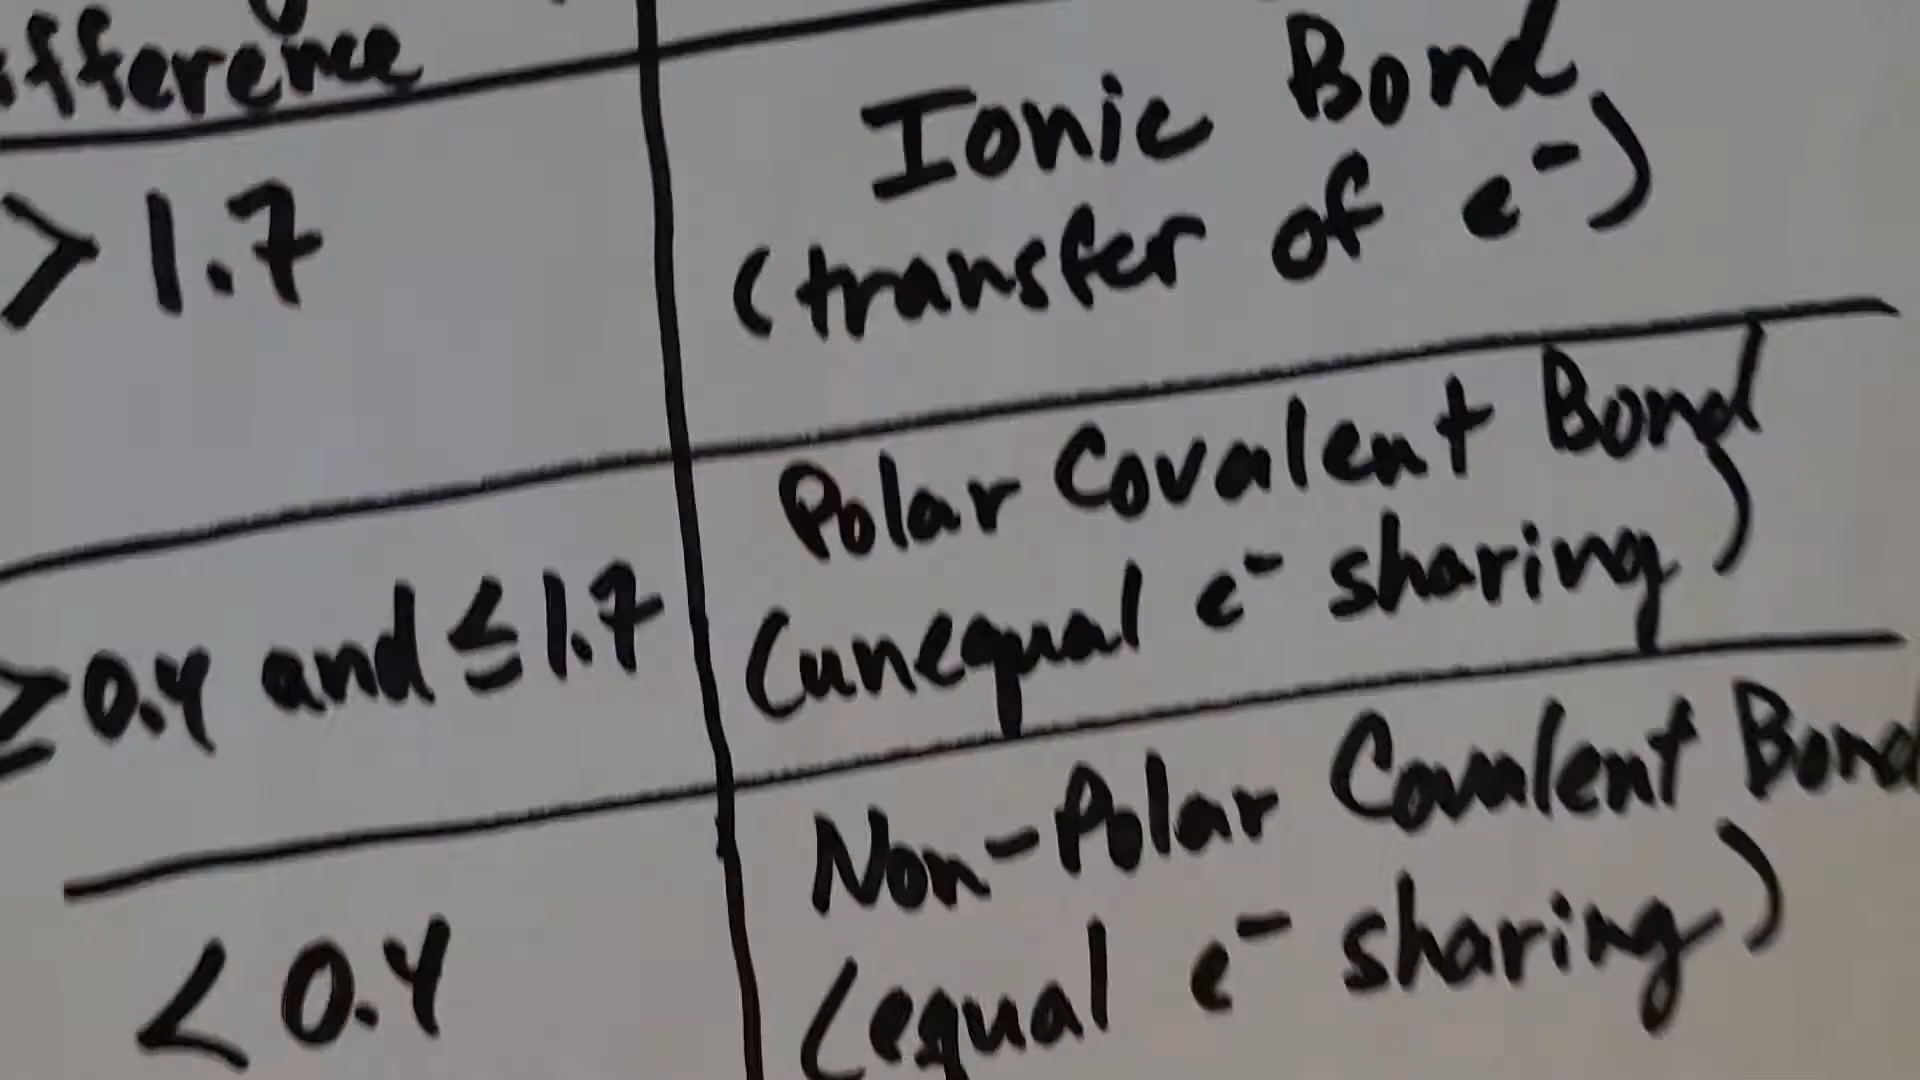 ifference
> 1.7
Ionic Bond
(transfer of e⁻)
≥ 0.4 and ≤ 1.7
Polar Covalent Bond
(unequal e⁻ sharing)
< 0.4
Non-Polar Covalent Bond
(equal e⁻ sharing)